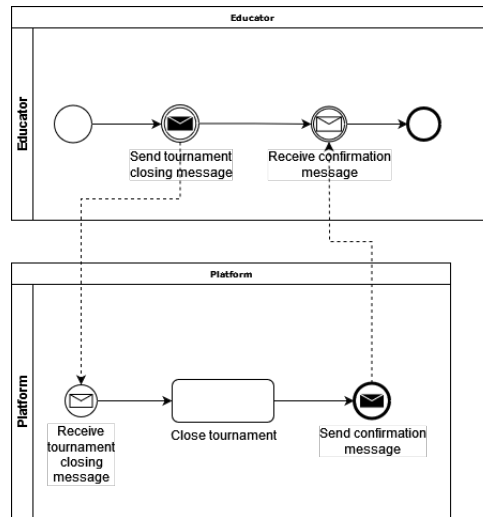 Educator
Educator
Send tournament
closing message
Receive confirmation
message
Platform
Platform
Receive
tournament
closing
message
Close tournament
Send confirmation
message